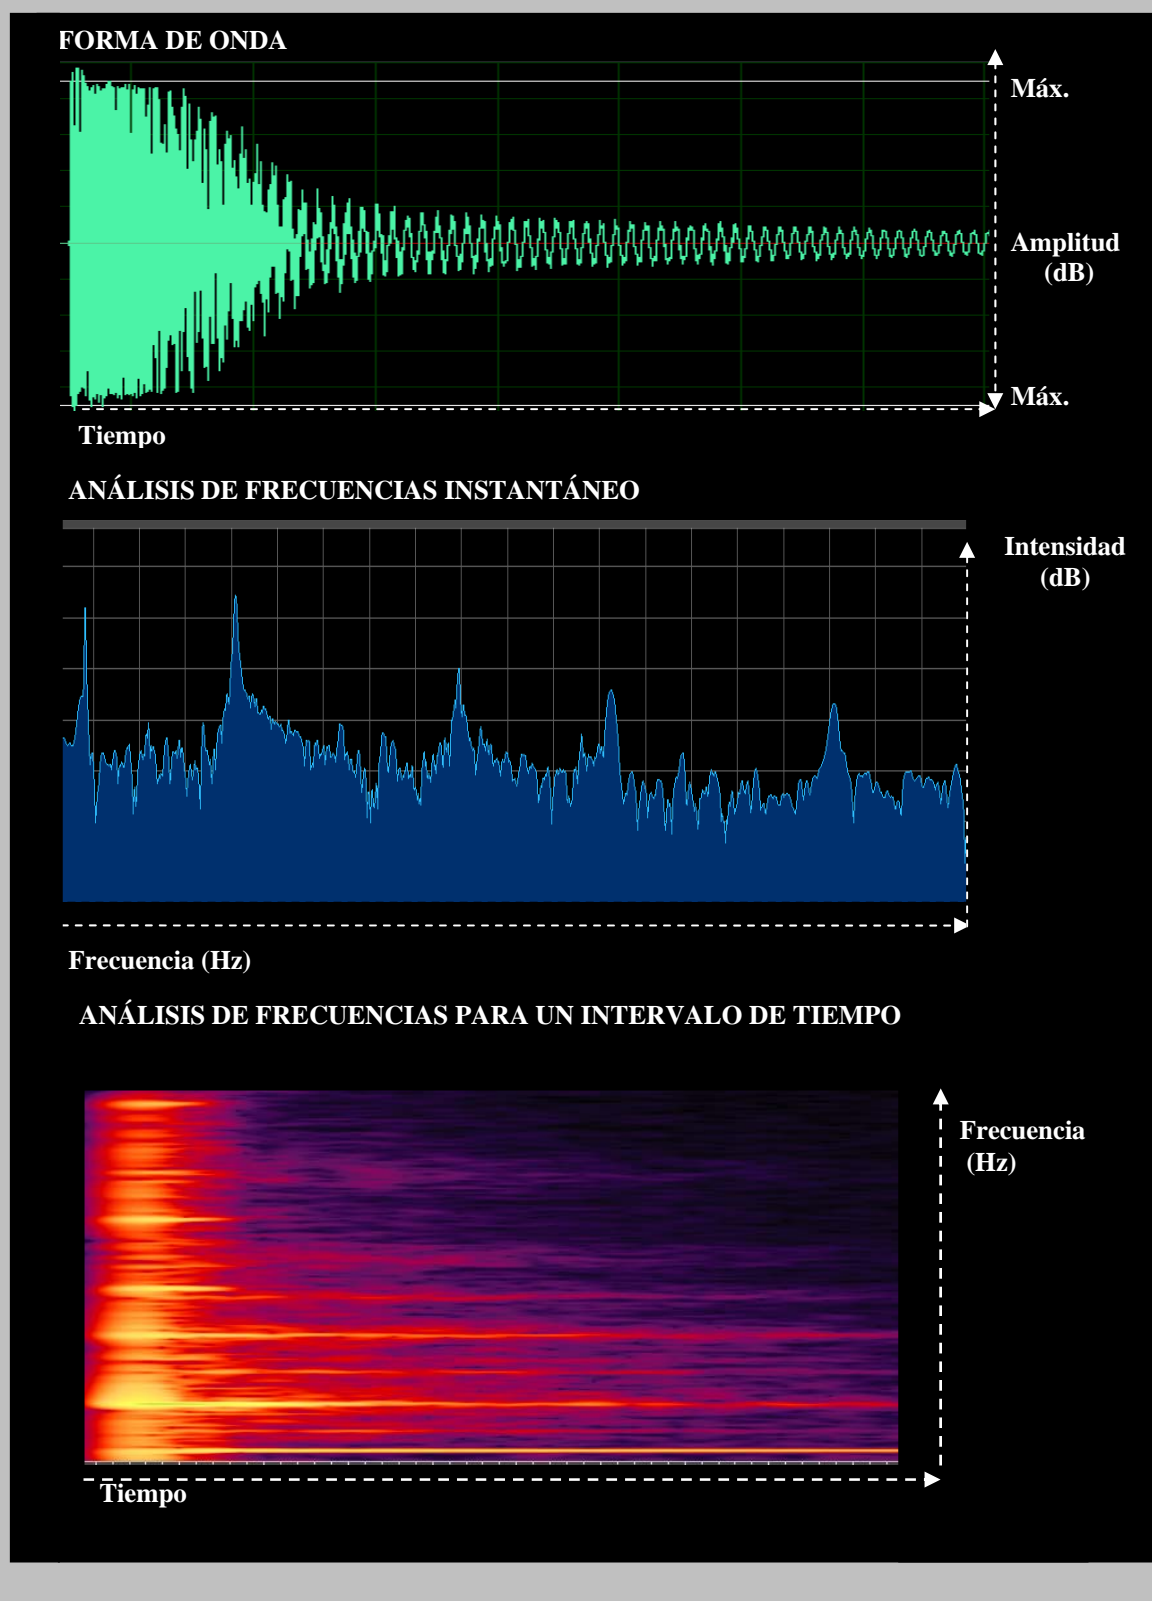 FORMA DE ONDA
Máx.
Amplitud
(dB)
Máx.
Tiempo
ANÁLISIS DE FRECUENCIAS INSTANTÁNEO
Intensidad
(dB)
Frecuencia (Hz)
ANÁLISIS DE FRECUENCIAS PARA UN INTERVALO DE TIEMPO
Frecuencia
(Hz)
Tiempo